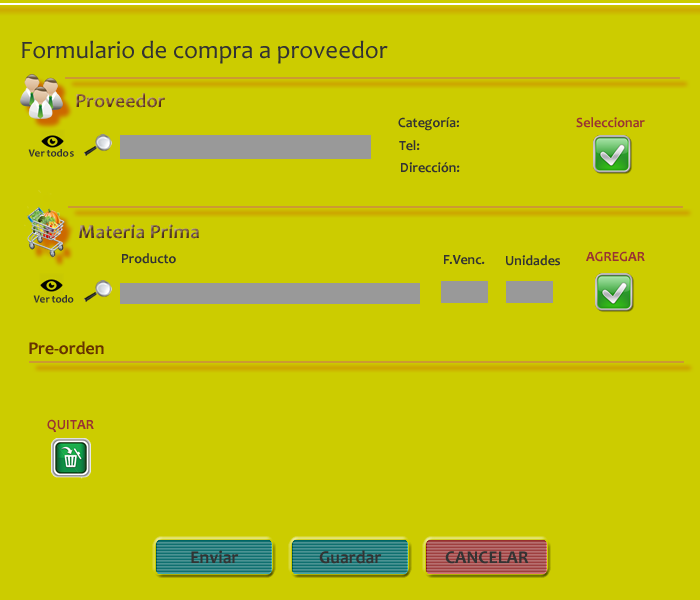 Formulario de compra a proveedor
Proveedor
Categoría:
Seleccionar
Tel:
Ver todos
Dirección:
Materia Prima
Producto
F.Venc.
Unidades
AGREGAR
Ver todo
Pre-orden
QUITAR
Enviar
Guardar
CANCELAR